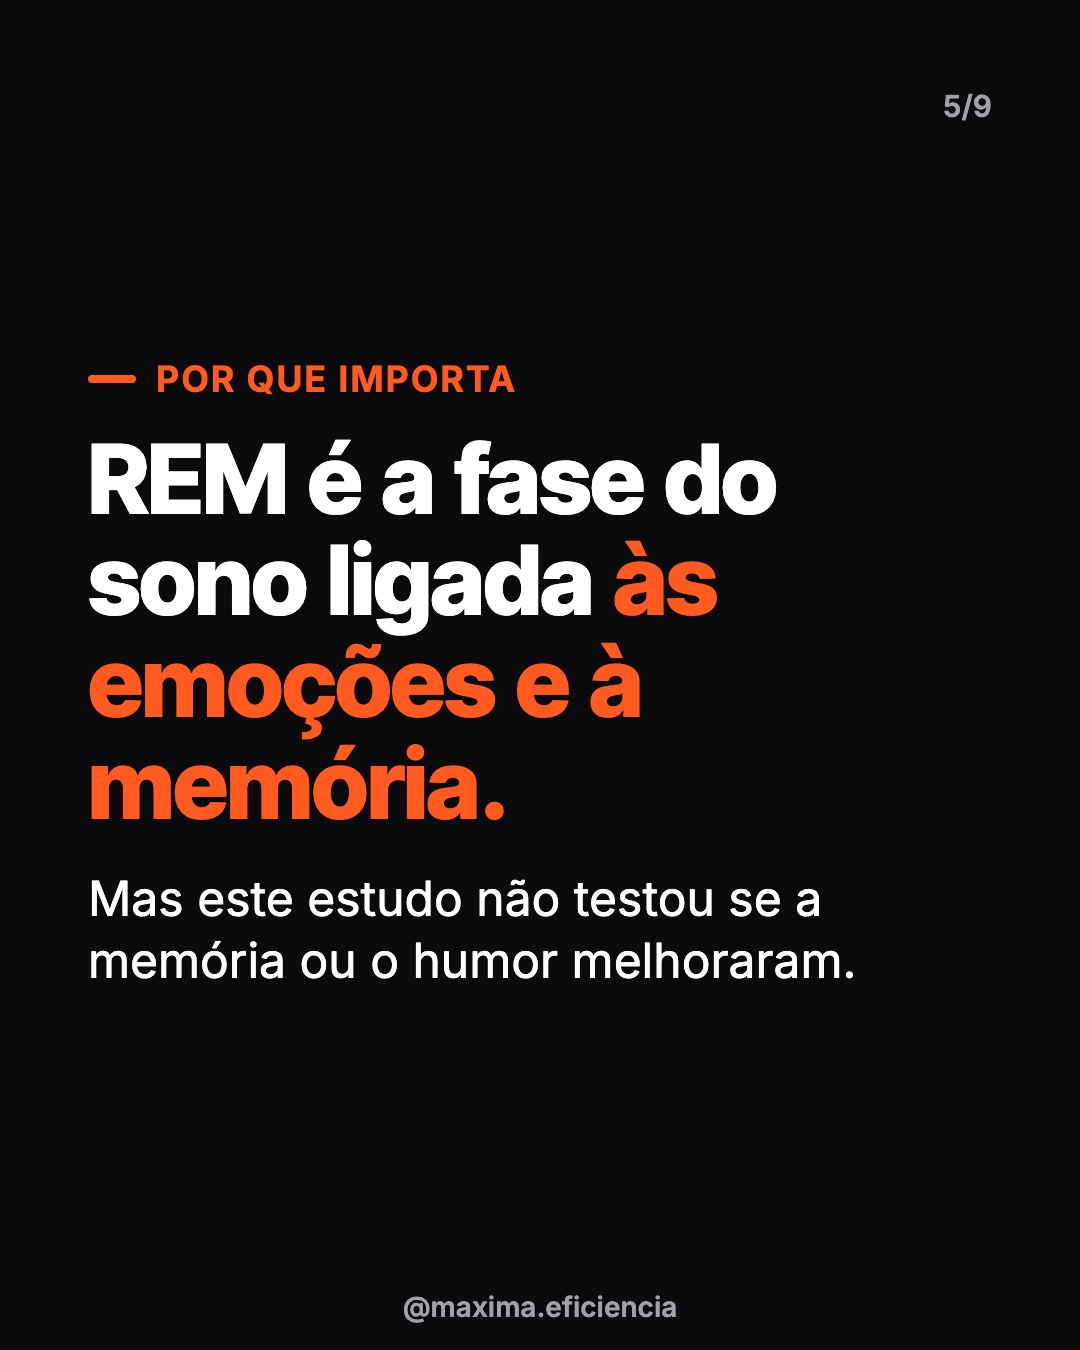 5/9
POR QUE IMPORTA
REM é a fase do
sono ligada às
emoções e à
memória.
Mas este estudo não testou se a
memória ou o humor melhoraram.
@maxima.eficiencia